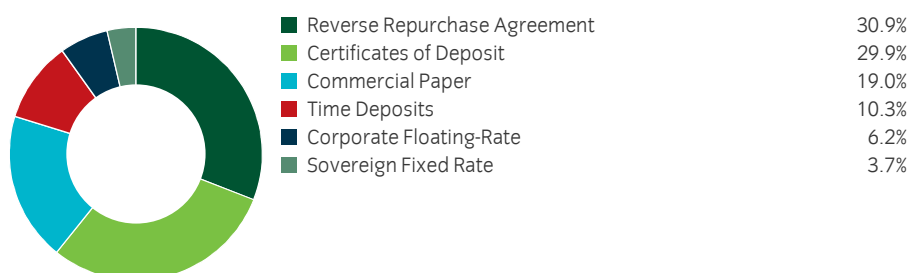 Reverse Repurchase Agreement 30.9%
Certificates of Deposit 29.9%
Commercial Paper 19.0%
Time Deposits 10.3%
Corporate Floating-Rate 6.2%
Sovereign Fixed Rate 3.7%